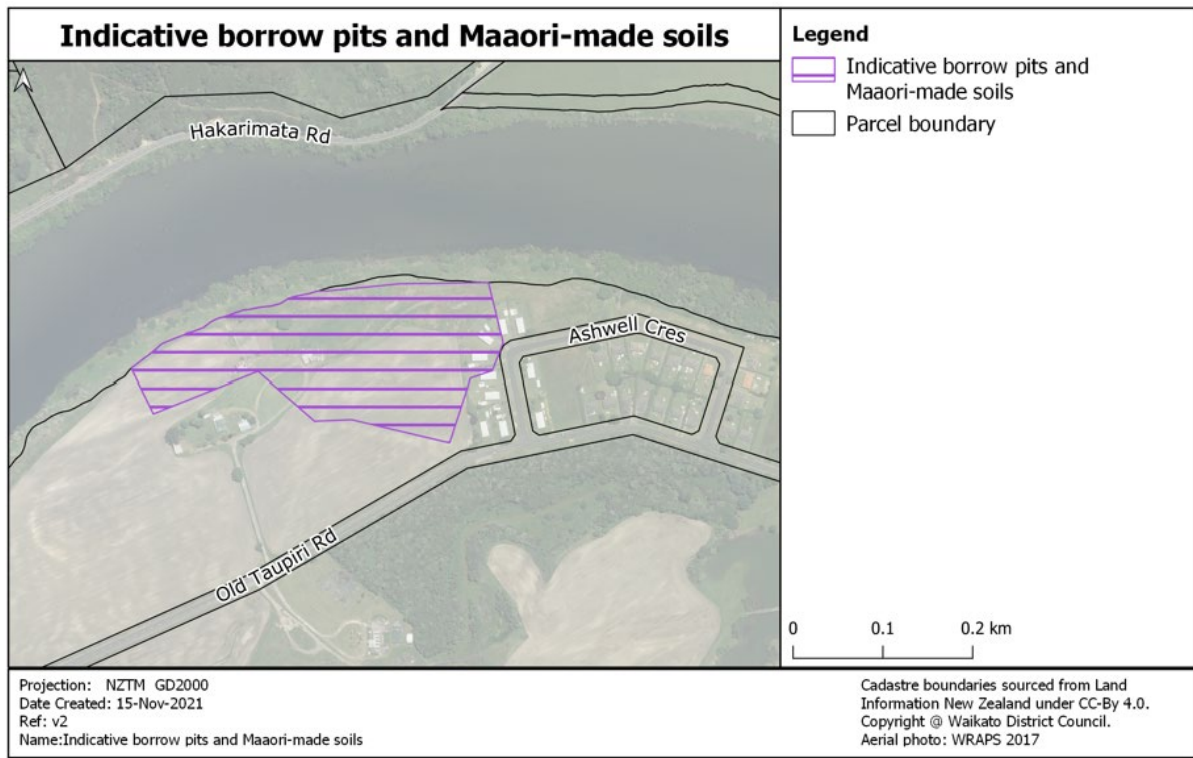 Indicative borrow pits and Maaori-made soils
Legend
Indicative borrow pits and
Maaori-made soils
Parcel boundary
Hakarimata Rd
Ashwell Cres
Old Taupiri Rd
0 0.1 0.2 km
Projection: NZTM GD2000
Date Created: 15-Nov-2021
Ref: v2
Name:Indicative borrow pits and Maaori-made soils
Cadastre boundaries sourced from Land
Information New Zealand under CC-By 4.0.
Copyright @ Waikato District Council.
Aerial photo: WRAPS 2017